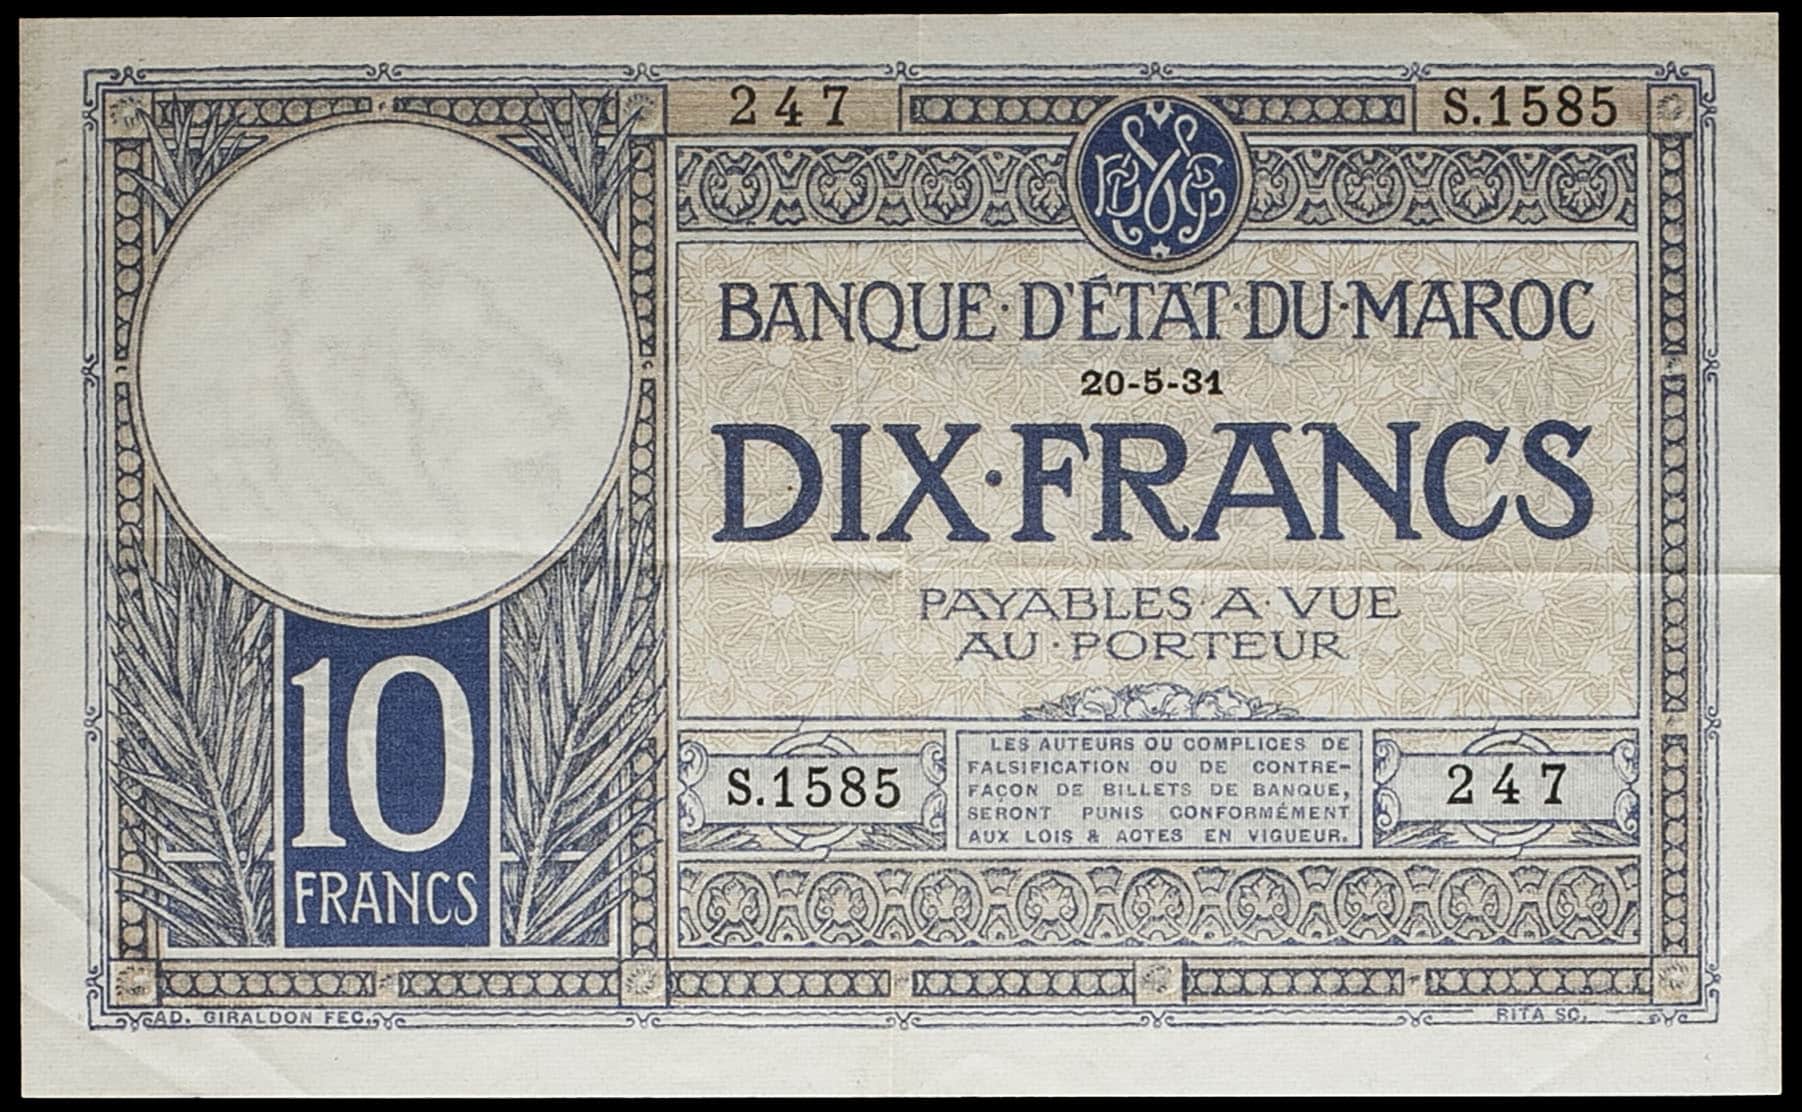 247 S.1585
BANQUE·D'ÉTAT·DU·MAROC
20-5-31
DIX·FRANCS
PAYABLES·A·VUE
AU·PORTEUR
10
FRANCS
S.1585
LES AUTEURS OU COMPLICES DE
FALSIFICATION OU DE CONTRE-
FAÇON DE BILLETS DE BANQUE,
SERONT PUNIS CONFORMÉMENT
AUX LOIS & ACTES EN VIGUEUR.
247
AD. GIRALDON FEC. RITA SC.